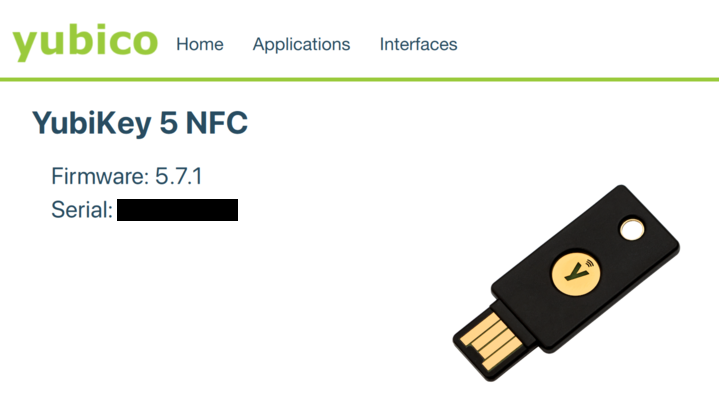 yubico Home Applications Interfaces
YubiKey 5 NFC
Firmware: 5.7.1
Serial:
y